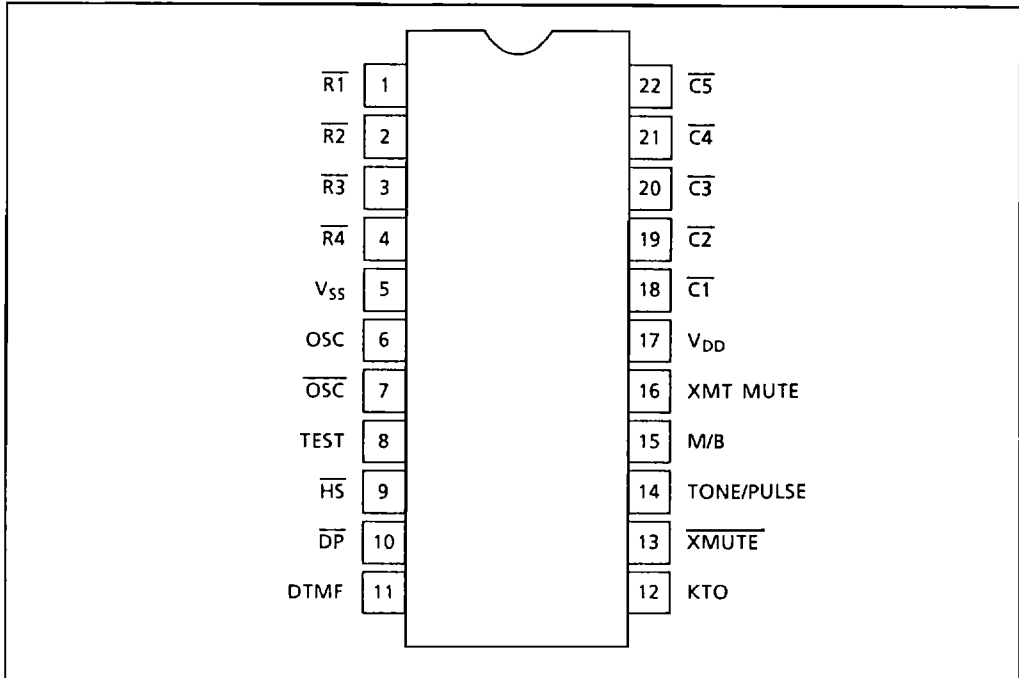 R1 1 22 C5
R2 2 21 C4
R3 3 20 C3
R4 4 19 C2
VSS 5 18 C1
OSC 6 17 VDD
OSC 7 16 XMT MUTE
TEST 8 15 M/B
HS 9 14 TONE/PULSE
DP 10 13 XMUTE
DTMF 11 12 KTO